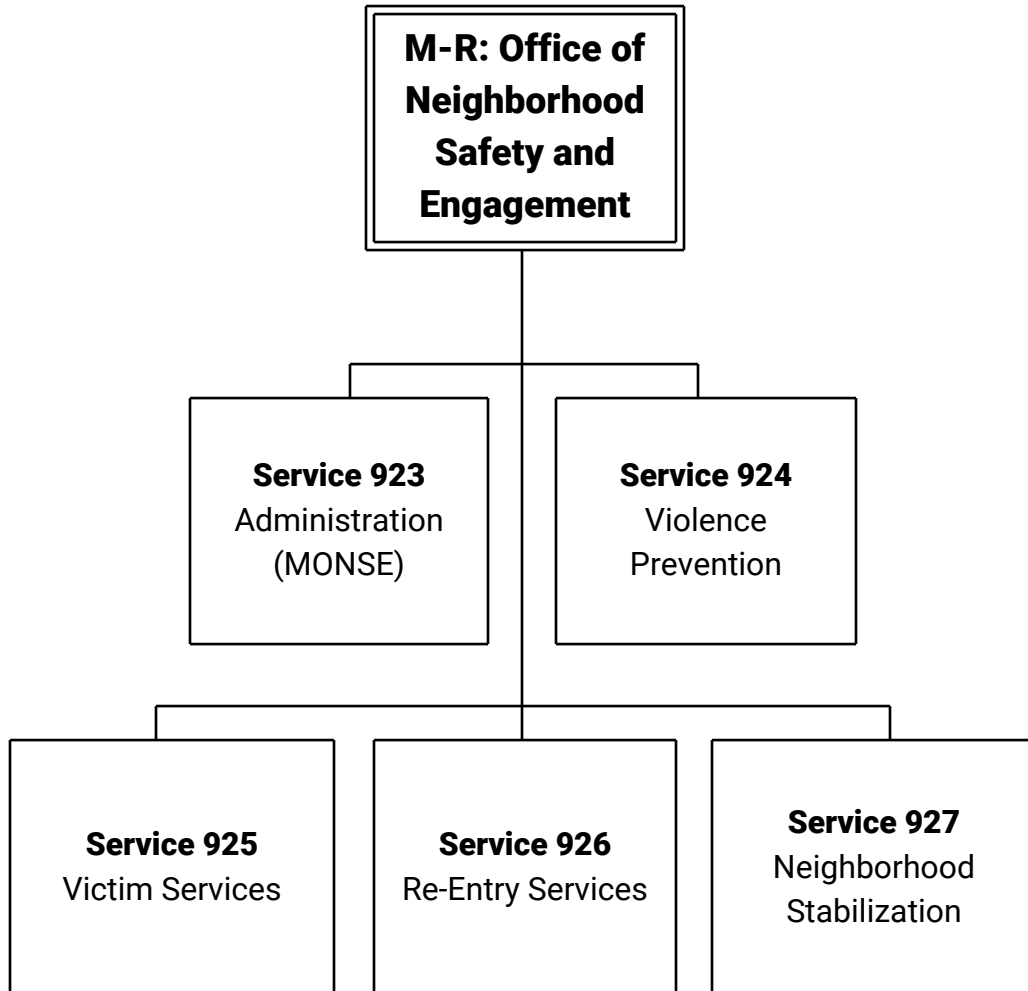 M-R: Office of
Neighborhood
Safety and
Engagement
Service 923
Administration
(MONSE)
Service 924
Violence
Prevention
Service 925
Victim Services
Service 926
Re-Entry Services
Service 927
Neighborhood
Stabilization